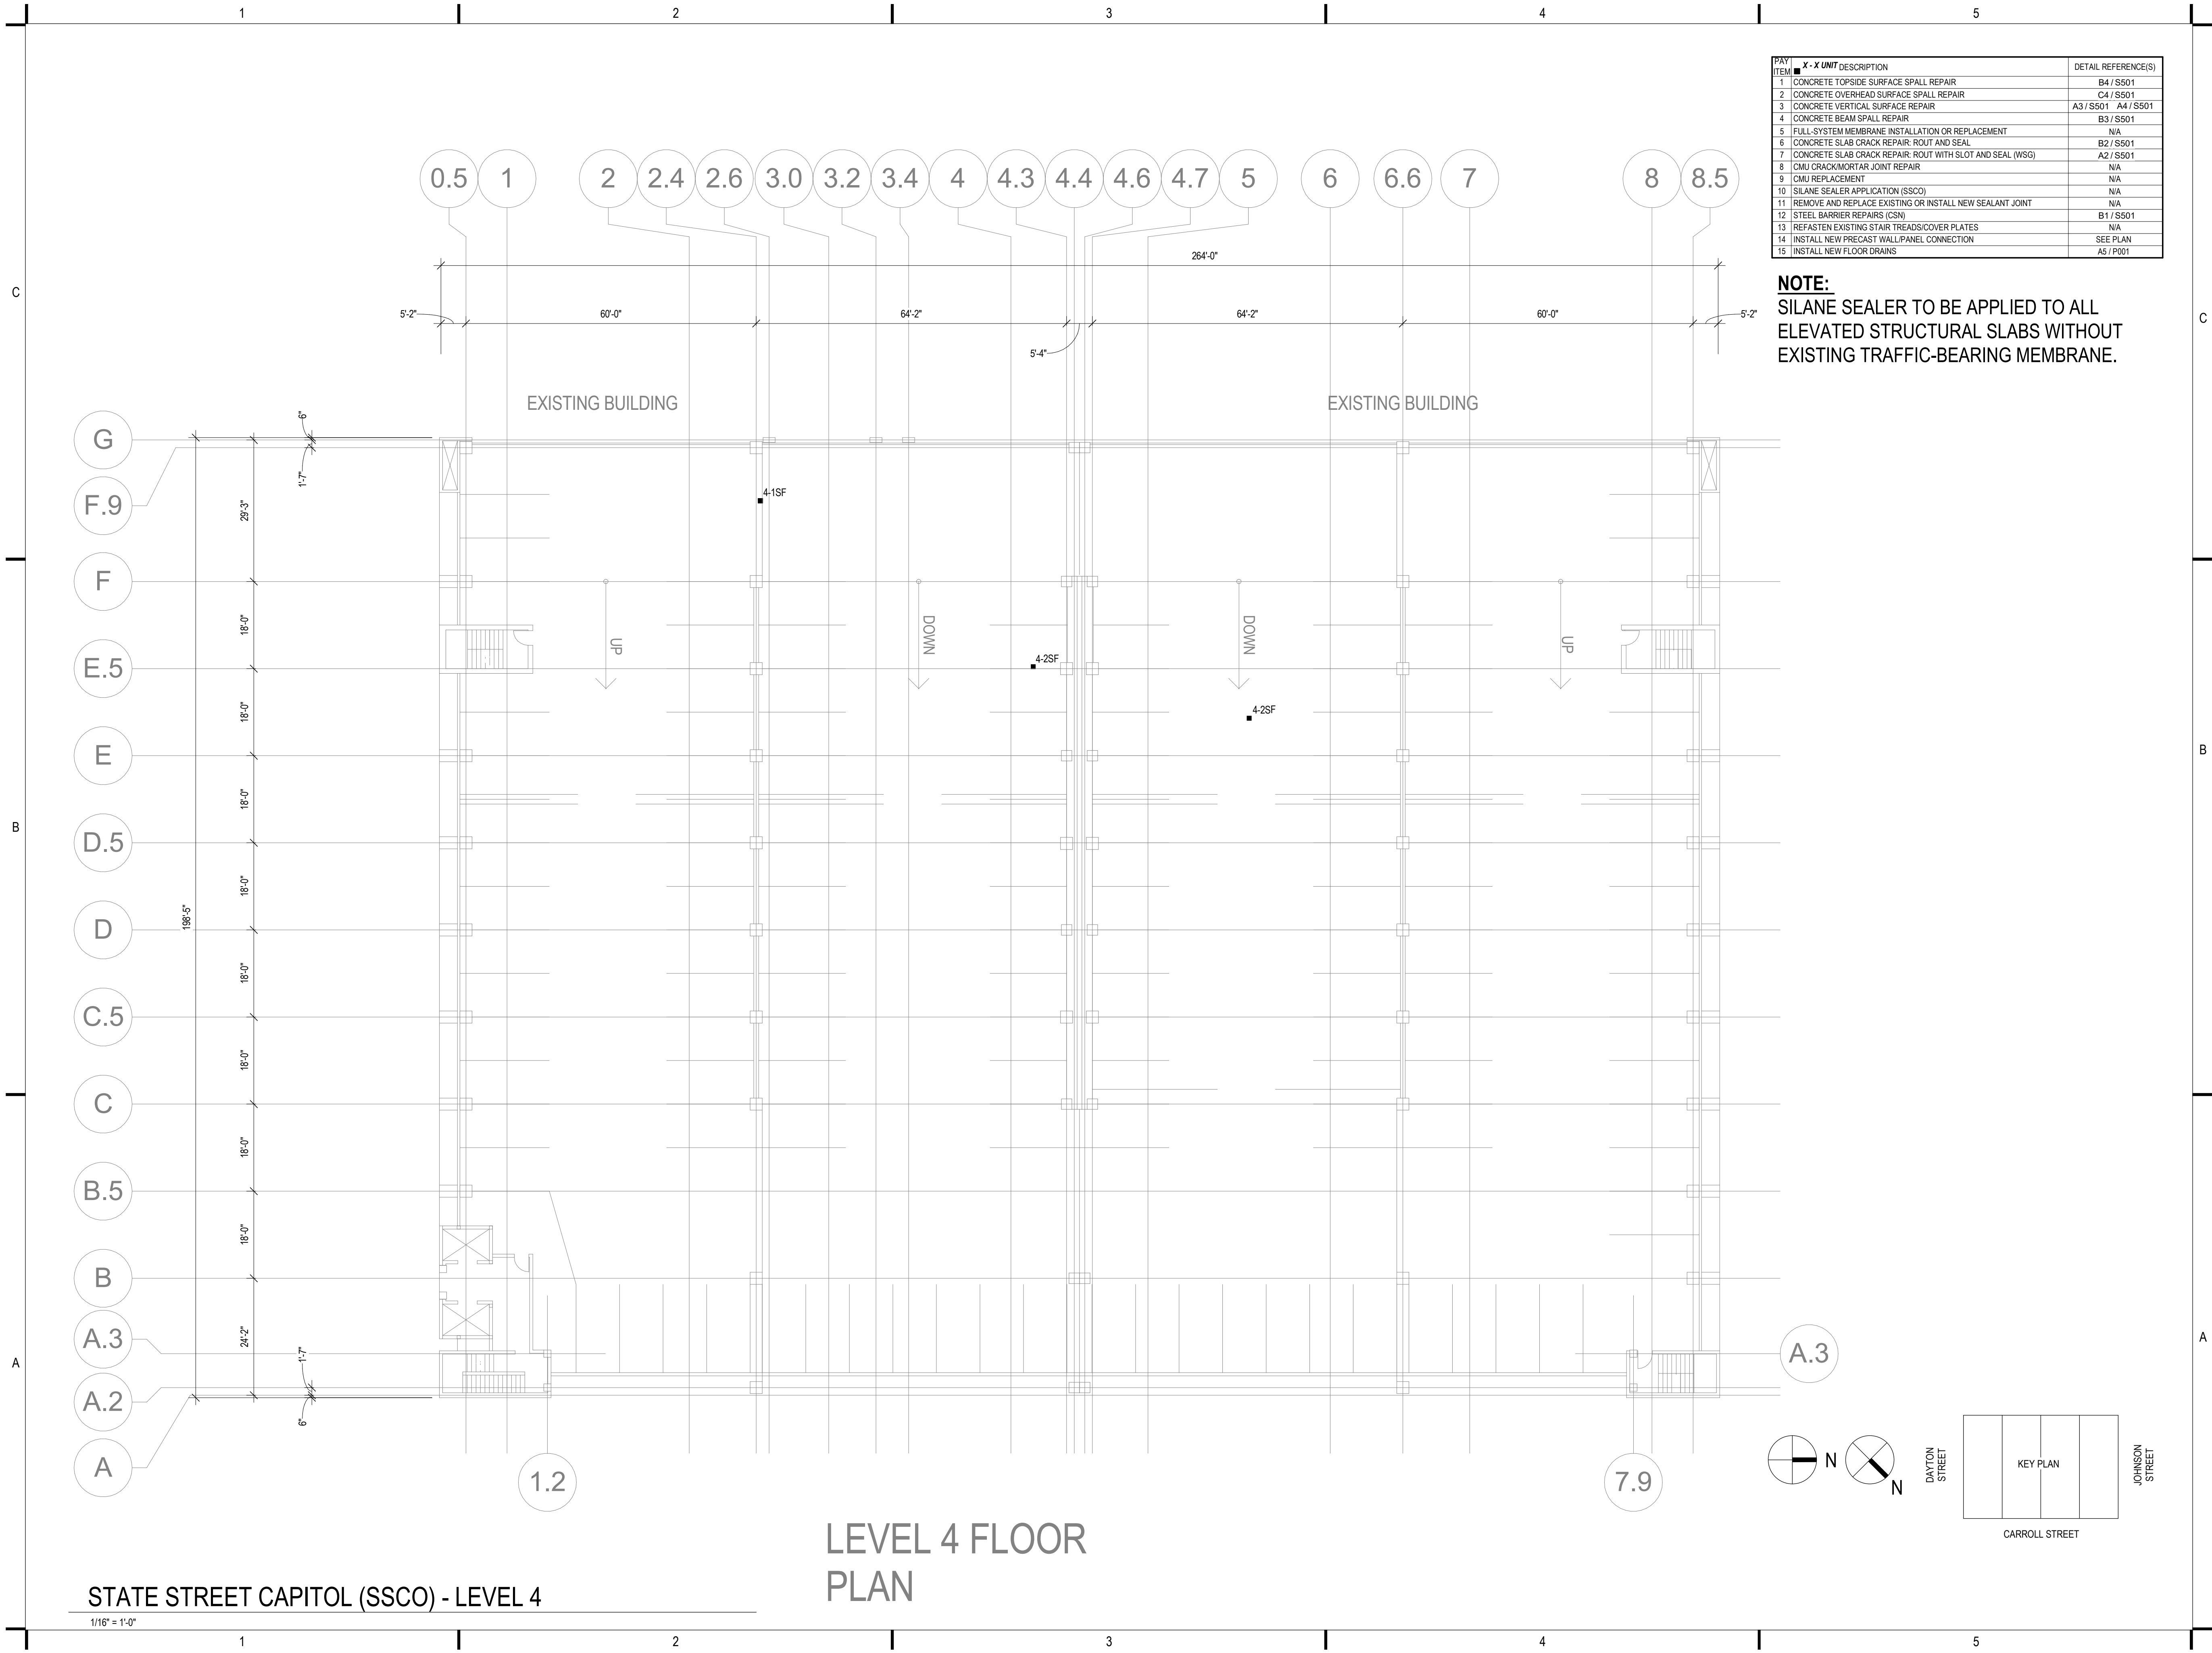 1 2 3 4 5
PAY ITEM ■ X - X UNIT DESCRIPTION DETAIL REFERENCE(S)
1 CONCRETE TOPSIDE SURFACE SPALL REPAIR B4 / S501
2 CONCRETE OVERHEAD SURFACE SPALL REPAIR C4 / S501
3 CONCRETE VERTICAL SURFACE REPAIR A3 / S501 A4 / S501
4 CONCRETE BEAM SPALL REPAIR B3 / S501
5 FULL-SYSTEM MEMBRANE INSTALLATION OR REPLACEMENT N/A
6 CONCRETE SLAB CRACK REPAIR: ROUT AND SEAL B2 / S501
7 CONCRETE SLAB CRACK REPAIR: ROUT WITH SLOT AND SEAL (WSG) A2 / S501
8 CMU CRACK/MORTAR JOINT REPAIR N/A
9 CMU REPLACEMENT N/A
10 SILANE SEALER APPLICATION (SSCO) N/A
11 REMOVE AND REPLACE EXISTING OR INSTALL NEW SEALANT JOINT N/A
12 STEEL BARRIER REPAIRS (CSN) B1 / S501
13 REFASTEN EXISTING STAIR TREADS/COVER PLATES N/A
14 INSTALL NEW PRECAST WALL/PANEL CONNECTION SEE PLAN
15 INSTALL NEW FLOOR DRAINS A5 / P001
NOTE:
SILANE SEALER TO BE APPLIED TO ALL
ELEVATED STRUCTURAL SLABS WITHOUT
EXISTING TRAFFIC-BEARING MEMBRANE.
0.5 1 2 2.4 2.6 3.0 3.2 3.4 4 4.3 4.4 4.6 4.7 5 6 6.6 7 8 8.5
264'-0"
5'-2" 60'-0" 64'-2" 64'-2" 60'-0" 5'-2"
5'-4"
C C
EXISTING BUILDING EXISTING BUILDING
G
6"
1'-7"
F.9
29'-3"
4-1SF
F
18'-0"
UP DOWN DOWN UP
E.5
4-2SF
18'-0"
4-2SF
E
B
18'-0"
B
D.5
18'-0"
198'-5"
D
18'-0"
C.5
18'-0"
C
18'-0"
B.5
18'-0"
B
24'-2"
A.3
1'-7"
A.3
A A
A.2
6"
A
1.2 7.9
N
N
DAYTON
STREET
KEY PLAN
JOHNSON
STREET
CARROLL STREET
LEVEL 4 FLOOR
PLAN
STATE STREET CAPITOL (SSCO) - LEVEL 4
1/16" = 1'-0"
1 2 3 4 5